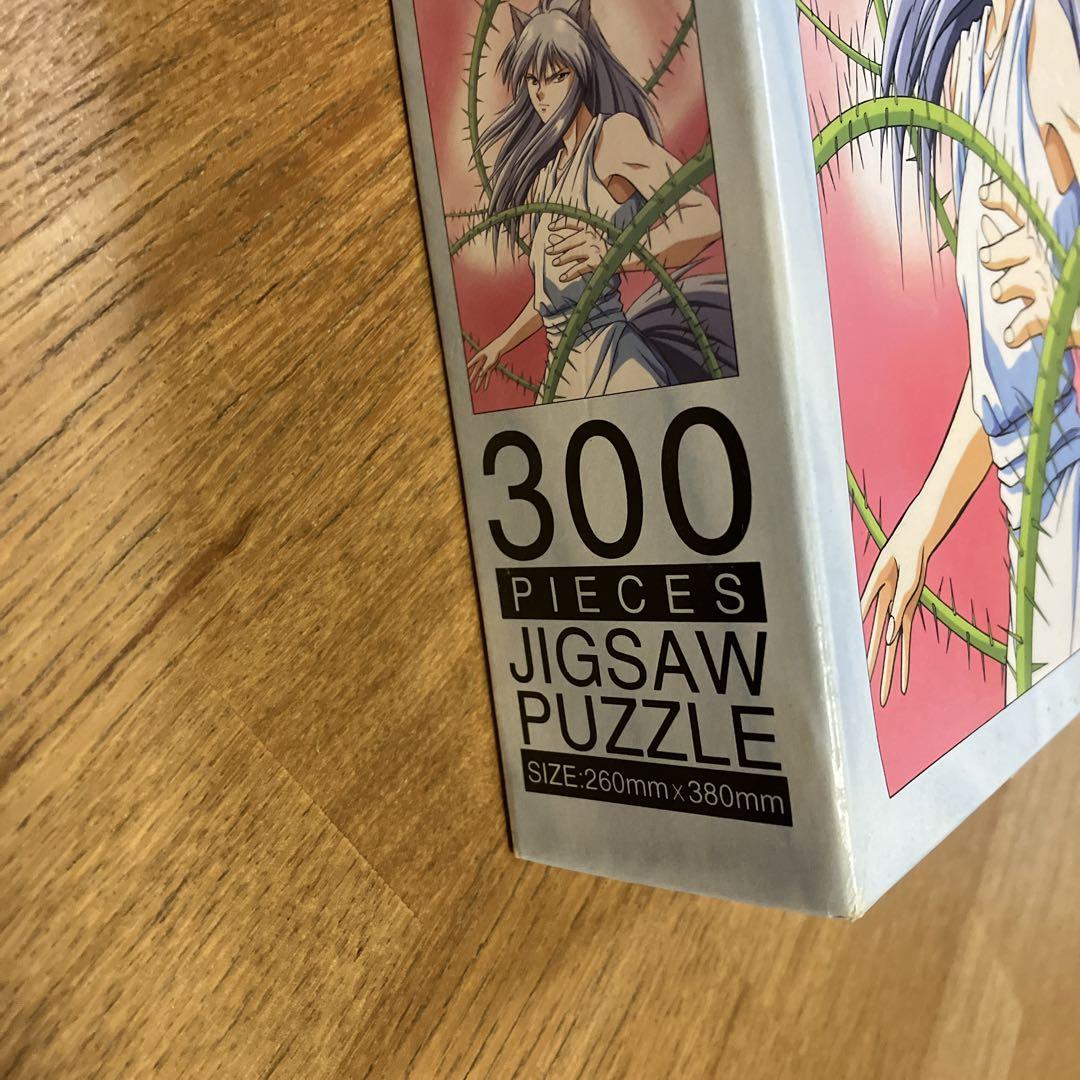 300
PIECES
JIGSAW
PUZZLE
SIZE:260mm×380mm